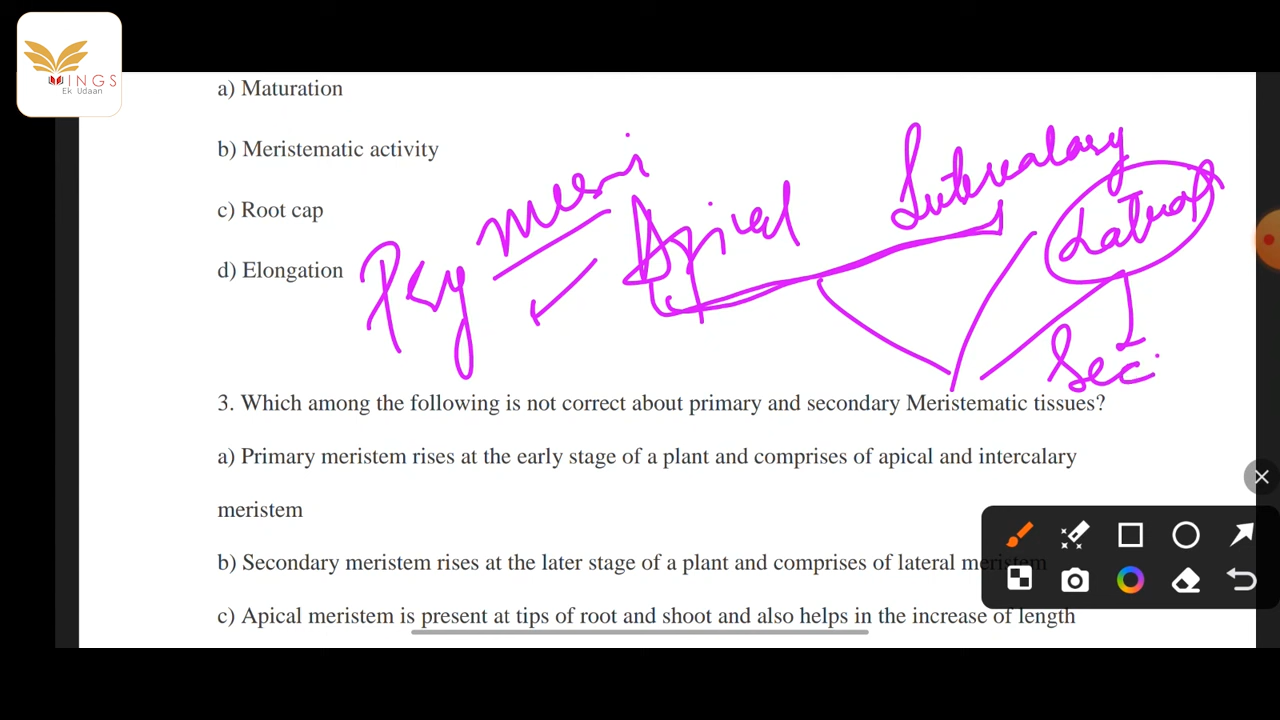 WINGS
Ek Udaan
a) Maturation
b) Meristematic activity
c) Root cap
d) Elongation
Meri
Apical
Intercalary
Lateral
Sec
3. Which among the following is not correct about primary and secondary Meristematic tissues?
a) Primary meristem rises at the early stage of a plant and comprises of apical and intercalary
meristem
b) Secondary meristem rises at the later stage of a plant and comprises of lateral meristem
c) Apical meristem is present at tips of root and shoot and also helps in the increase of length